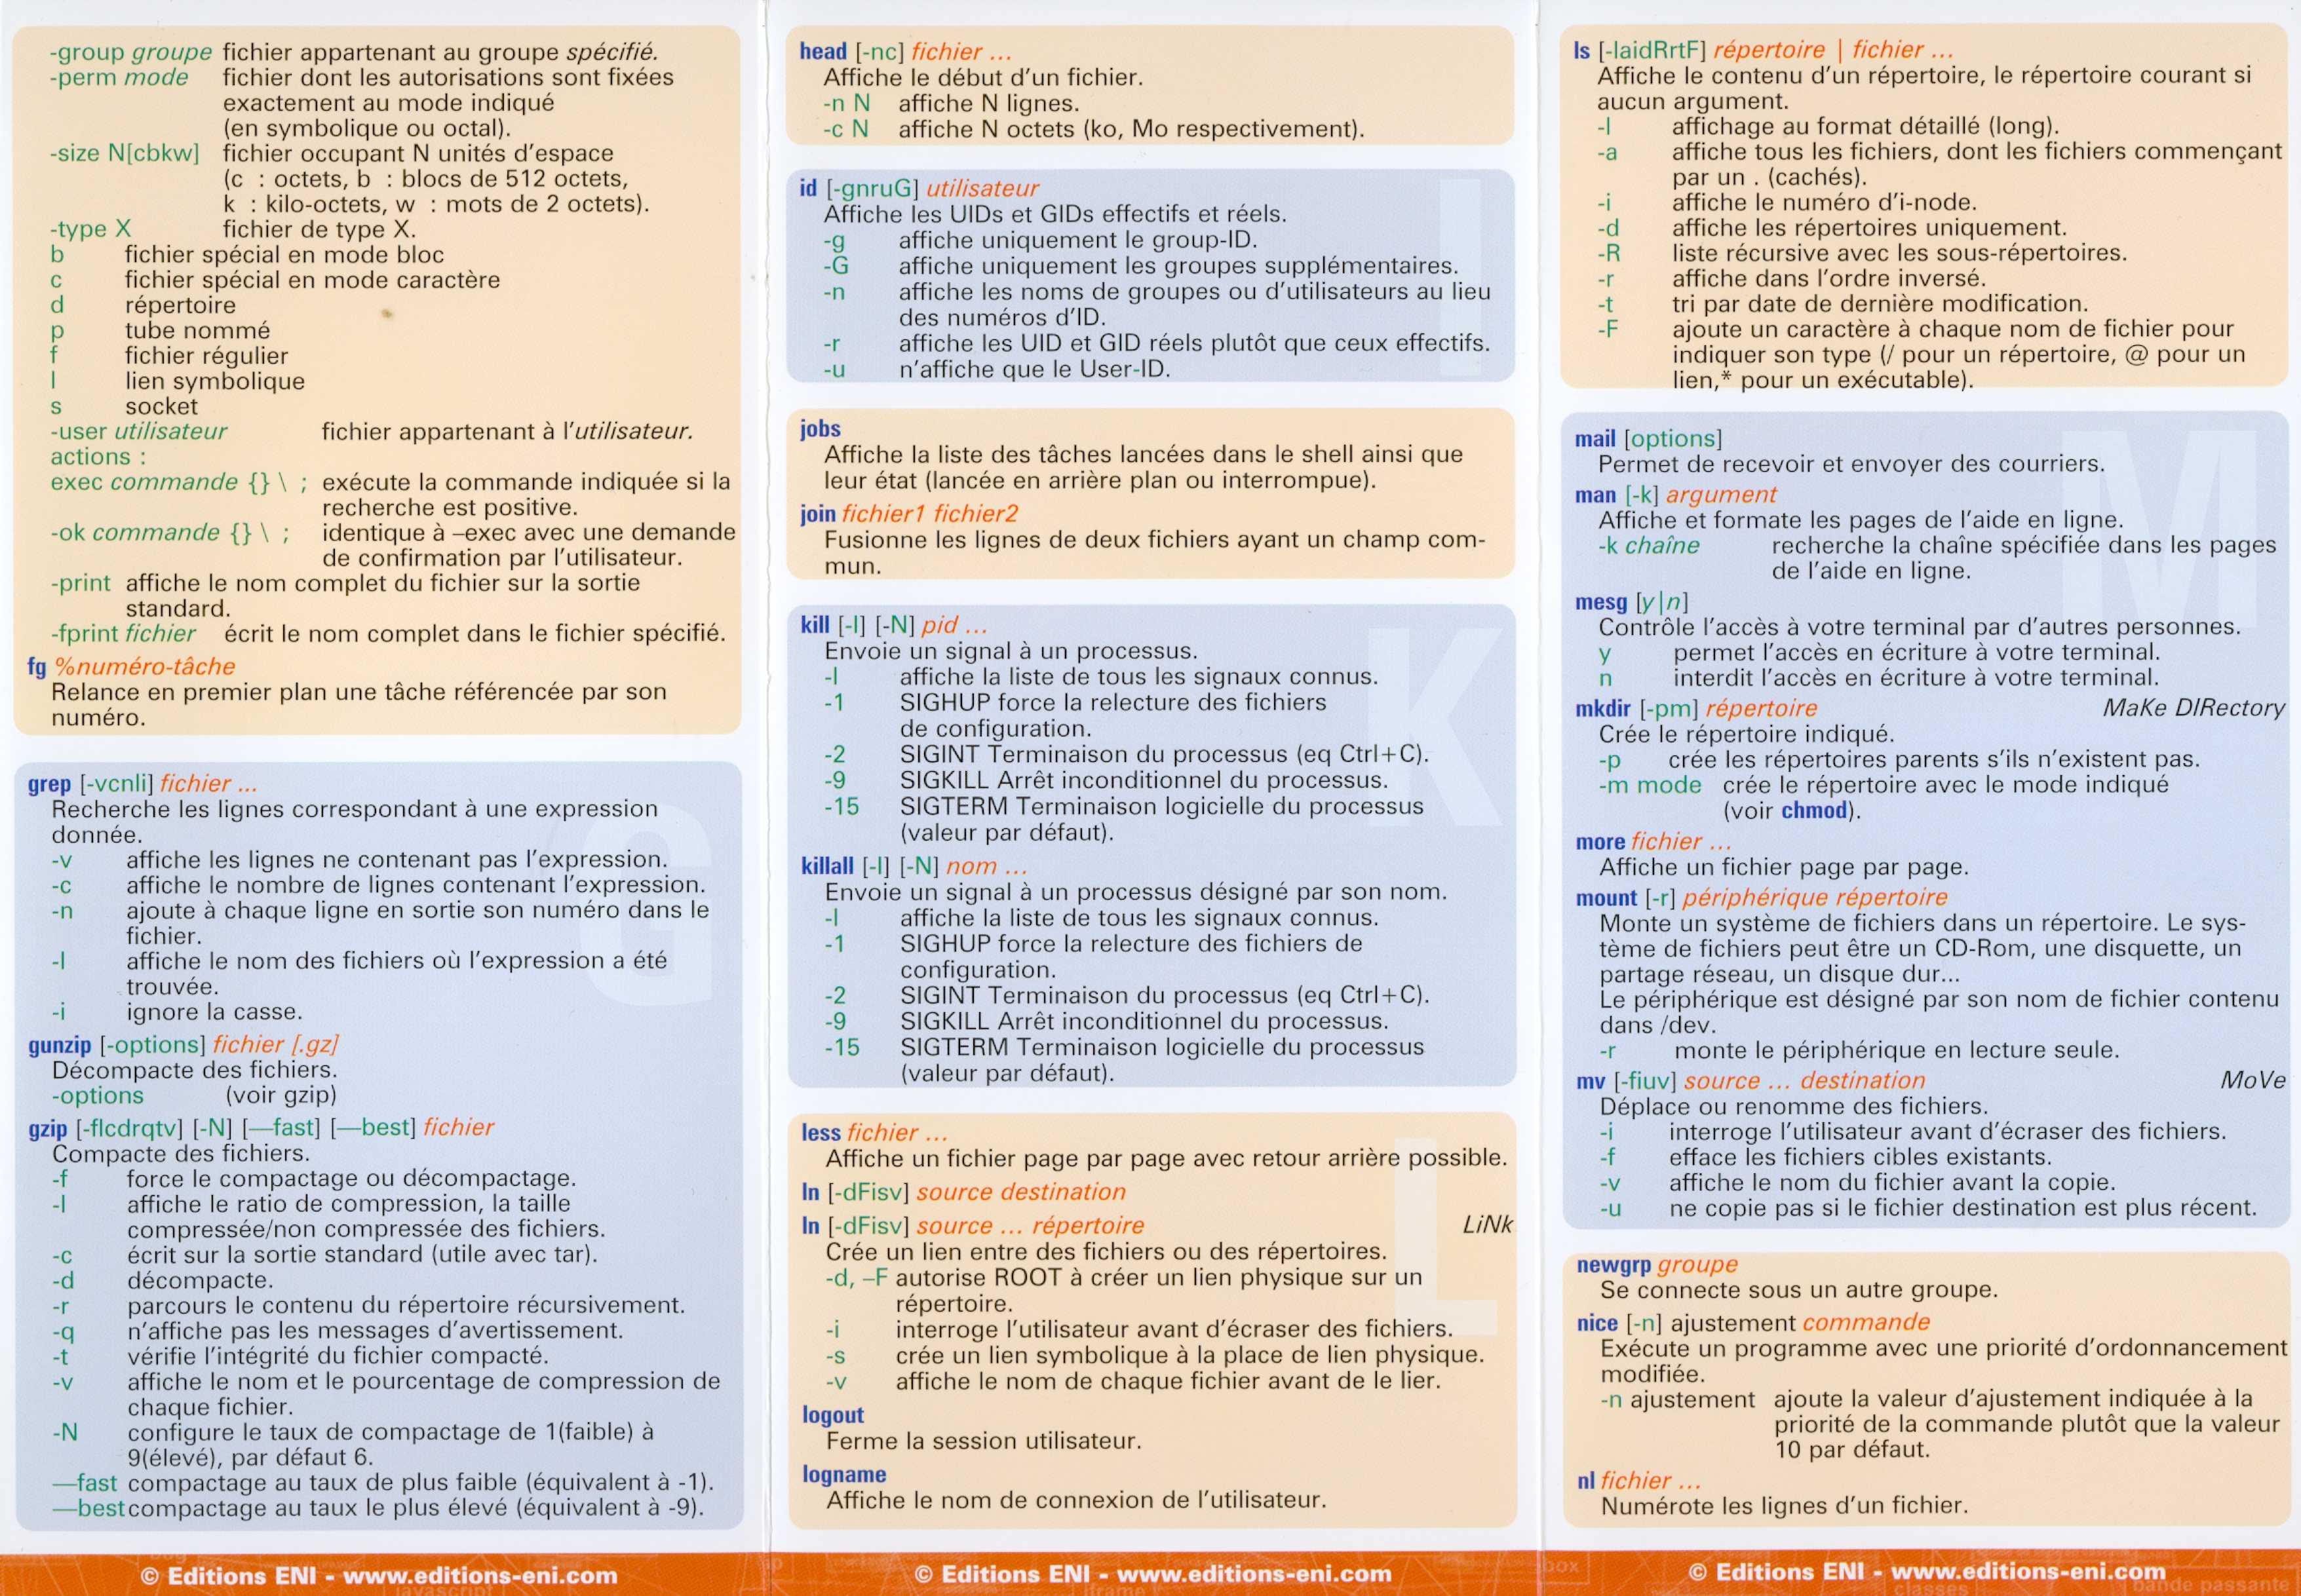 -group groupe fichier appartenant au groupe spécifié.
-perm mode fichier dont les autorisations sont fixées
exactement au mode indiqué
(en symbolique ou octal).
-size N[cbkw] fichier occupant N unités d'espace
(c : octets, b : blocs de 512 octets,
k : kilo-octets, w : mots de 2 octets).
-type X fichier de type X.
b fichier spécial en mode bloc
c fichier spécial en mode caractère
d répertoire
p tube nommé
f fichier régulier
l lien symbolique
s socket
-user utilisateur fichier appartenant à l'utilisateur.
actions :
exec commande {} \ ; exécute la commande indiquée si la
recherche est positive.
-ok commande {} \ ; identique à –exec avec une demande
de confirmation par l'utilisateur.
-print affiche le nom complet du fichier sur la sortie
standard.
-fprint fichier écrit le nom complet dans le fichier spécifié.
fg %numéro-tâche
Relance en premier plan une tâche référencée par son
numéro.
G
grep [-vcnli] fichier ...
Recherche les lignes correspondant à une expression
donnée.
-v affiche les lignes ne contenant pas l'expression.
-c affiche le nombre de lignes contenant l'expression.
-n ajoute à chaque ligne en sortie son numéro dans le
fichier.
-l affiche le nom des fichiers où l'expression a été
trouvée.
-i ignore la casse.
gunzip [-options] fichier [.gz]
Décompacte des fichiers.
-options (voir gzip)
gzip [-flcdrqtv] [-N] [—fast] [—best] fichier
Compacte des fichiers.
-f force le compactage ou décompactage.
-l affiche le ratio de compression, la taille
compressée/non compressée des fichiers.
-c écrit sur la sortie standard (utile avec tar).
-d décompacte.
-r parcours le contenu du répertoire récursivement.
-q n'affiche pas les messages d'avertissement.
-t vérifie l'intégrité du fichier compacté.
-v affiche le nom et le pourcentage de compression de
chaque fichier.
-N configure le taux de compactage de 1(faible) à
9(élevé), par défaut 6.
—fast compactage au taux de plus faible (équivalent à -1).
—best compactage au taux le plus élevé (équivalent à -9).
© Editions ENI - www.editions-eni.com
head [-nc] fichier ...
Affiche le début d'un fichier.
-n N affiche N lignes.
-c N affiche N octets (ko, Mo respectivement).
I
id [-gnruG] utilisateur
Affiche les UIDs et GIDs effectifs et réels.
-g affiche uniquement le group-ID.
-G affiche uniquement les groupes supplémentaires.
-n affiche les noms de groupes ou d'utilisateurs au lieu
des numéros d'ID.
-r affiche les UID et GID réels plutôt que ceux effectifs.
-u n'affiche que le User-ID.
jobs
Affiche la liste des tâches lancées dans le shell ainsi que
leur état (lancée en arrière plan ou interrompue).
join fichier1 fichier2
Fusionne les lignes de deux fichiers ayant un champ com-
mun.
K
kill [-l] [-N] pid ...
Envoie un signal à un processus.
-l affiche la liste de tous les signaux connus.
-1 SIGHUP force la relecture des fichiers
de configuration.
-2 SIGINT Terminaison du processus (eq Ctrl+C).
-9 SIGKILL Arrêt inconditionnel du processus.
-15 SIGTERM Terminaison logicielle du processus
(valeur par défaut).
killall [-l] [-N] nom ...
Envoie un signal à un processus désigné par son nom.
-l affiche la liste de tous les signaux connus.
-1 SIGHUP force la relecture des fichiers de
configuration.
-2 SIGINT Terminaison du processus (eq Ctrl+C).
-9 SIGKILL Arrêt inconditionnel du processus.
-15 SIGTERM Terminaison logicielle du processus
(valeur par défaut).
L
less fichier ...
Affiche un fichier page par page avec retour arrière possible.
ln [-dFisv] source destination
ln [-dFisv] source ... répertoire LiNk
Crée un lien entre des fichiers ou des répertoires.
-d, –F autorise ROOT à créer un lien physique sur un
répertoire.
-i interroge l'utilisateur avant d'écraser des fichiers.
-s crée un lien symbolique à la place de lien physique.
-v affiche le nom de chaque fichier avant de le lier.
logout
Ferme la session utilisateur.
logname
Affiche le nom de connexion de l'utilisateur.
© Editions ENI - www.editions-eni.com
ls [-laidRrtF] répertoire | fichier ...
Affiche le contenu d'un répertoire, le répertoire courant si
aucun argument.
-l affichage au format détaillé (long).
-a affiche tous les fichiers, dont les fichiers commençant
par un . (cachés).
-i affiche le numéro d'i-node.
-d affiche les répertoires uniquement.
-R liste récursive avec les sous-répertoires.
-r affiche dans l'ordre inversé.
-t tri par date de dernière modification.
-F ajoute un caractère à chaque nom de fichier pour
indiquer son type (/ pour un répertoire, @ pour un
lien,* pour un exécutable).
M
mail [options]
Permet de recevoir et envoyer des courriers.
man [-k] argument
Affiche et formate les pages de l'aide en ligne.
-k chaîne recherche la chaîne spécifiée dans les pages
de l'aide en ligne.
mesg [y|n]
Contrôle l'accès à votre terminal par d'autres personnes.
y permet l'accès en écriture à votre terminal.
n interdit l'accès en écriture à votre terminal.
mkdir [-pm] répertoire MaKe DIRectory
Crée le répertoire indiqué.
-p crée les répertoires parents s'ils n'existent pas.
-m mode crée le répertoire avec le mode indiqué
(voir chmod).
more fichier ...
Affiche un fichier page par page.
mount [-r] périphérique répertoire
Monte un système de fichiers dans un répertoire. Le sys-
tème de fichiers peut être un CD-Rom, une disquette, un
partage réseau, un disque dur...
Le périphérique est désigné par son nom de fichier contenu
dans /dev.
-r monte le périphérique en lecture seule.
mv [-fiuv] source ... destination MoVe
Déplace ou renomme des fichiers.
-i interroge l'utilisateur avant d'écraser des fichiers.
-f efface les fichiers cibles existants.
-v affiche le nom du fichier avant la copie.
-u ne copie pas si le fichier destination est plus récent.
newgrp groupe
Se connecte sous un autre groupe.
nice [-n] ajustement commande
Exécute un programme avec une priorité d'ordonnancement
modifiée.
-n ajustement ajoute la valeur d'ajustement indiquée à la
priorité de la commande plutôt que la valeur
10 par défaut.
nl fichier ...
Numérote les lignes d'un fichier.
© Editions ENI - www.editions-eni.com
javascript
iframe
box
classes
bande passante